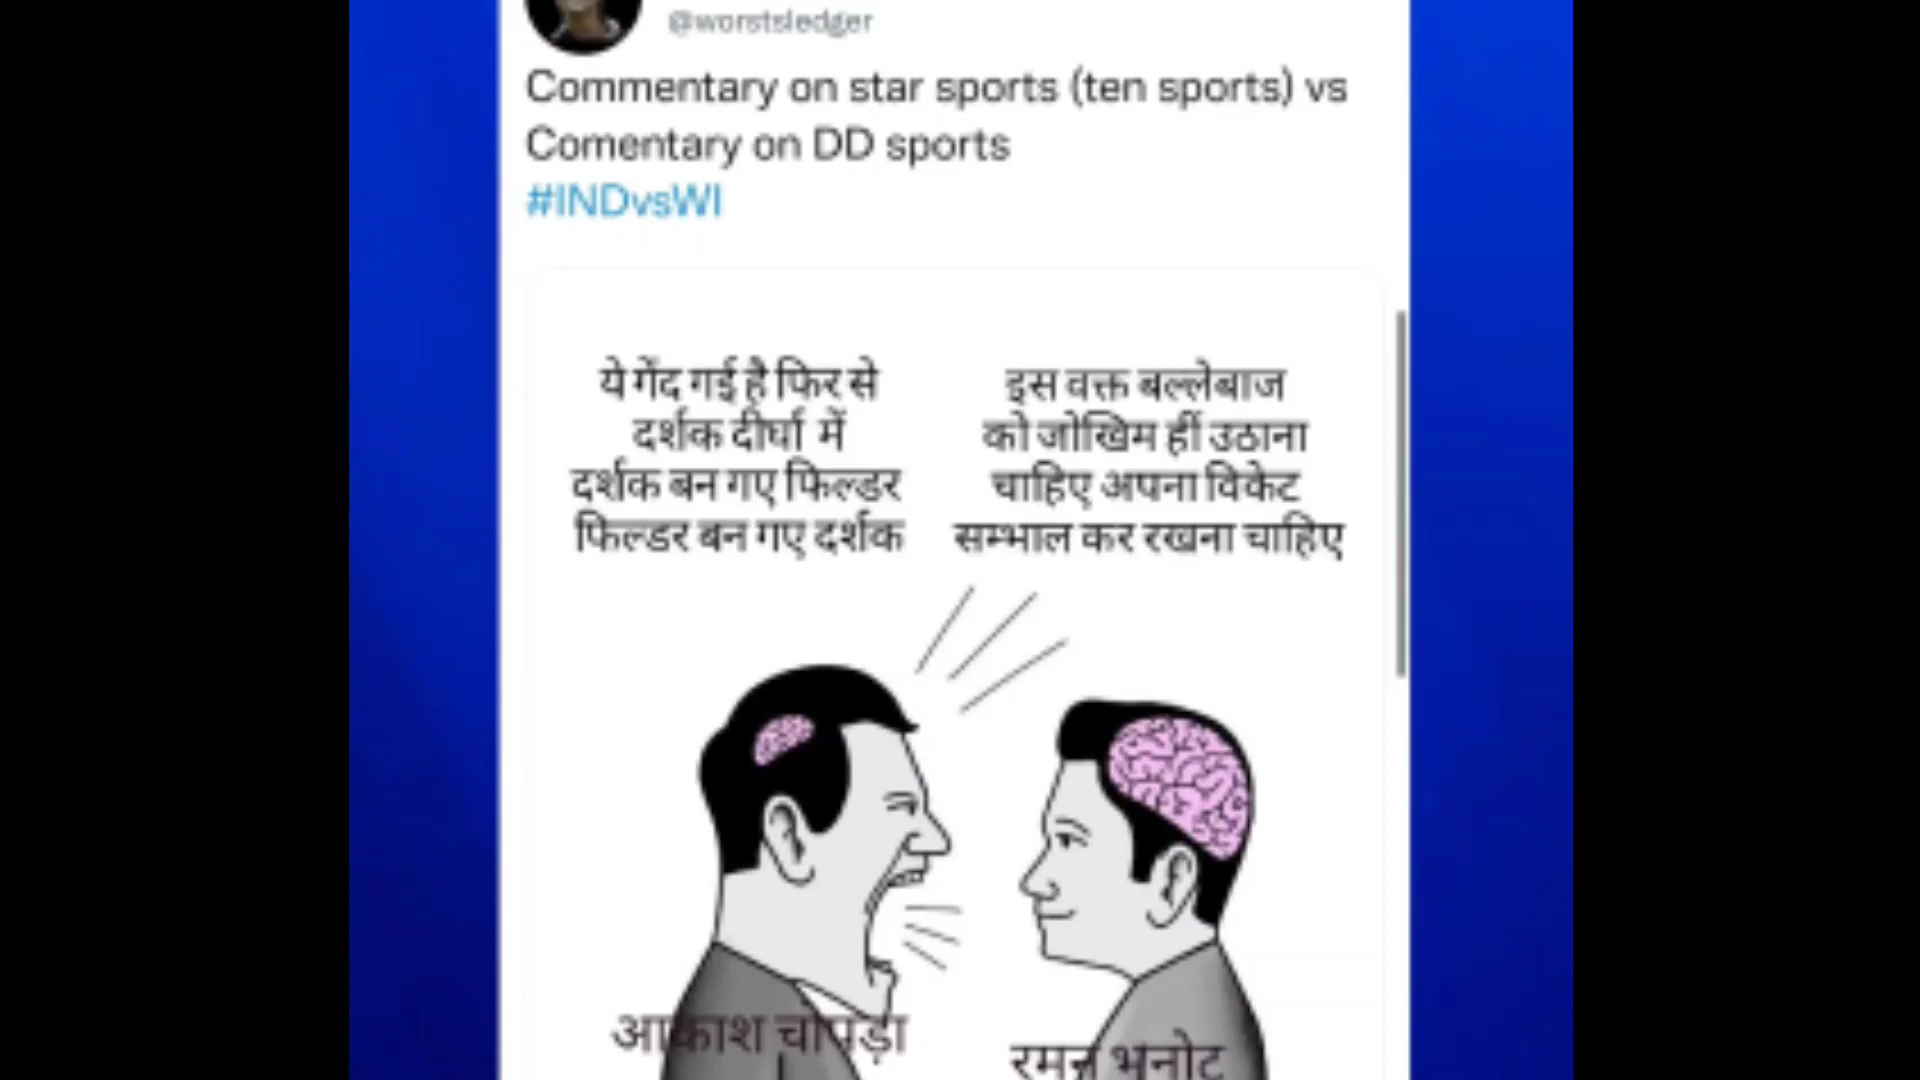 @worstsledger
Commentary on star sports (ten sports) vs
Comentary on DD sports
#INDvsWI
ये गेंद गई है फिर से
दर्शक दीर्घा में
दर्शक बन गए फिल्डर
फिल्डर बन गए दर्शक
इस वक्त बल्लेबाज
को जोखिम हीं उठाना
चाहिए अपना विकेट
सम्भाल कर रखना चाहिए
आकाश चोपड़ा
रमन भनोट